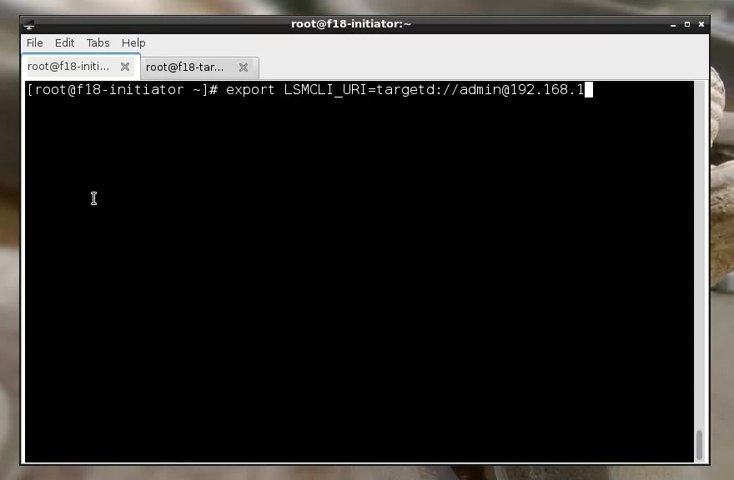 root@f18-initiator:~
File Edit Tabs Help
root@f18-initi... root@f18-tar...
[root@f18-initiator ~]# export LSMCLI_URI=targetd://admin@192.168.1